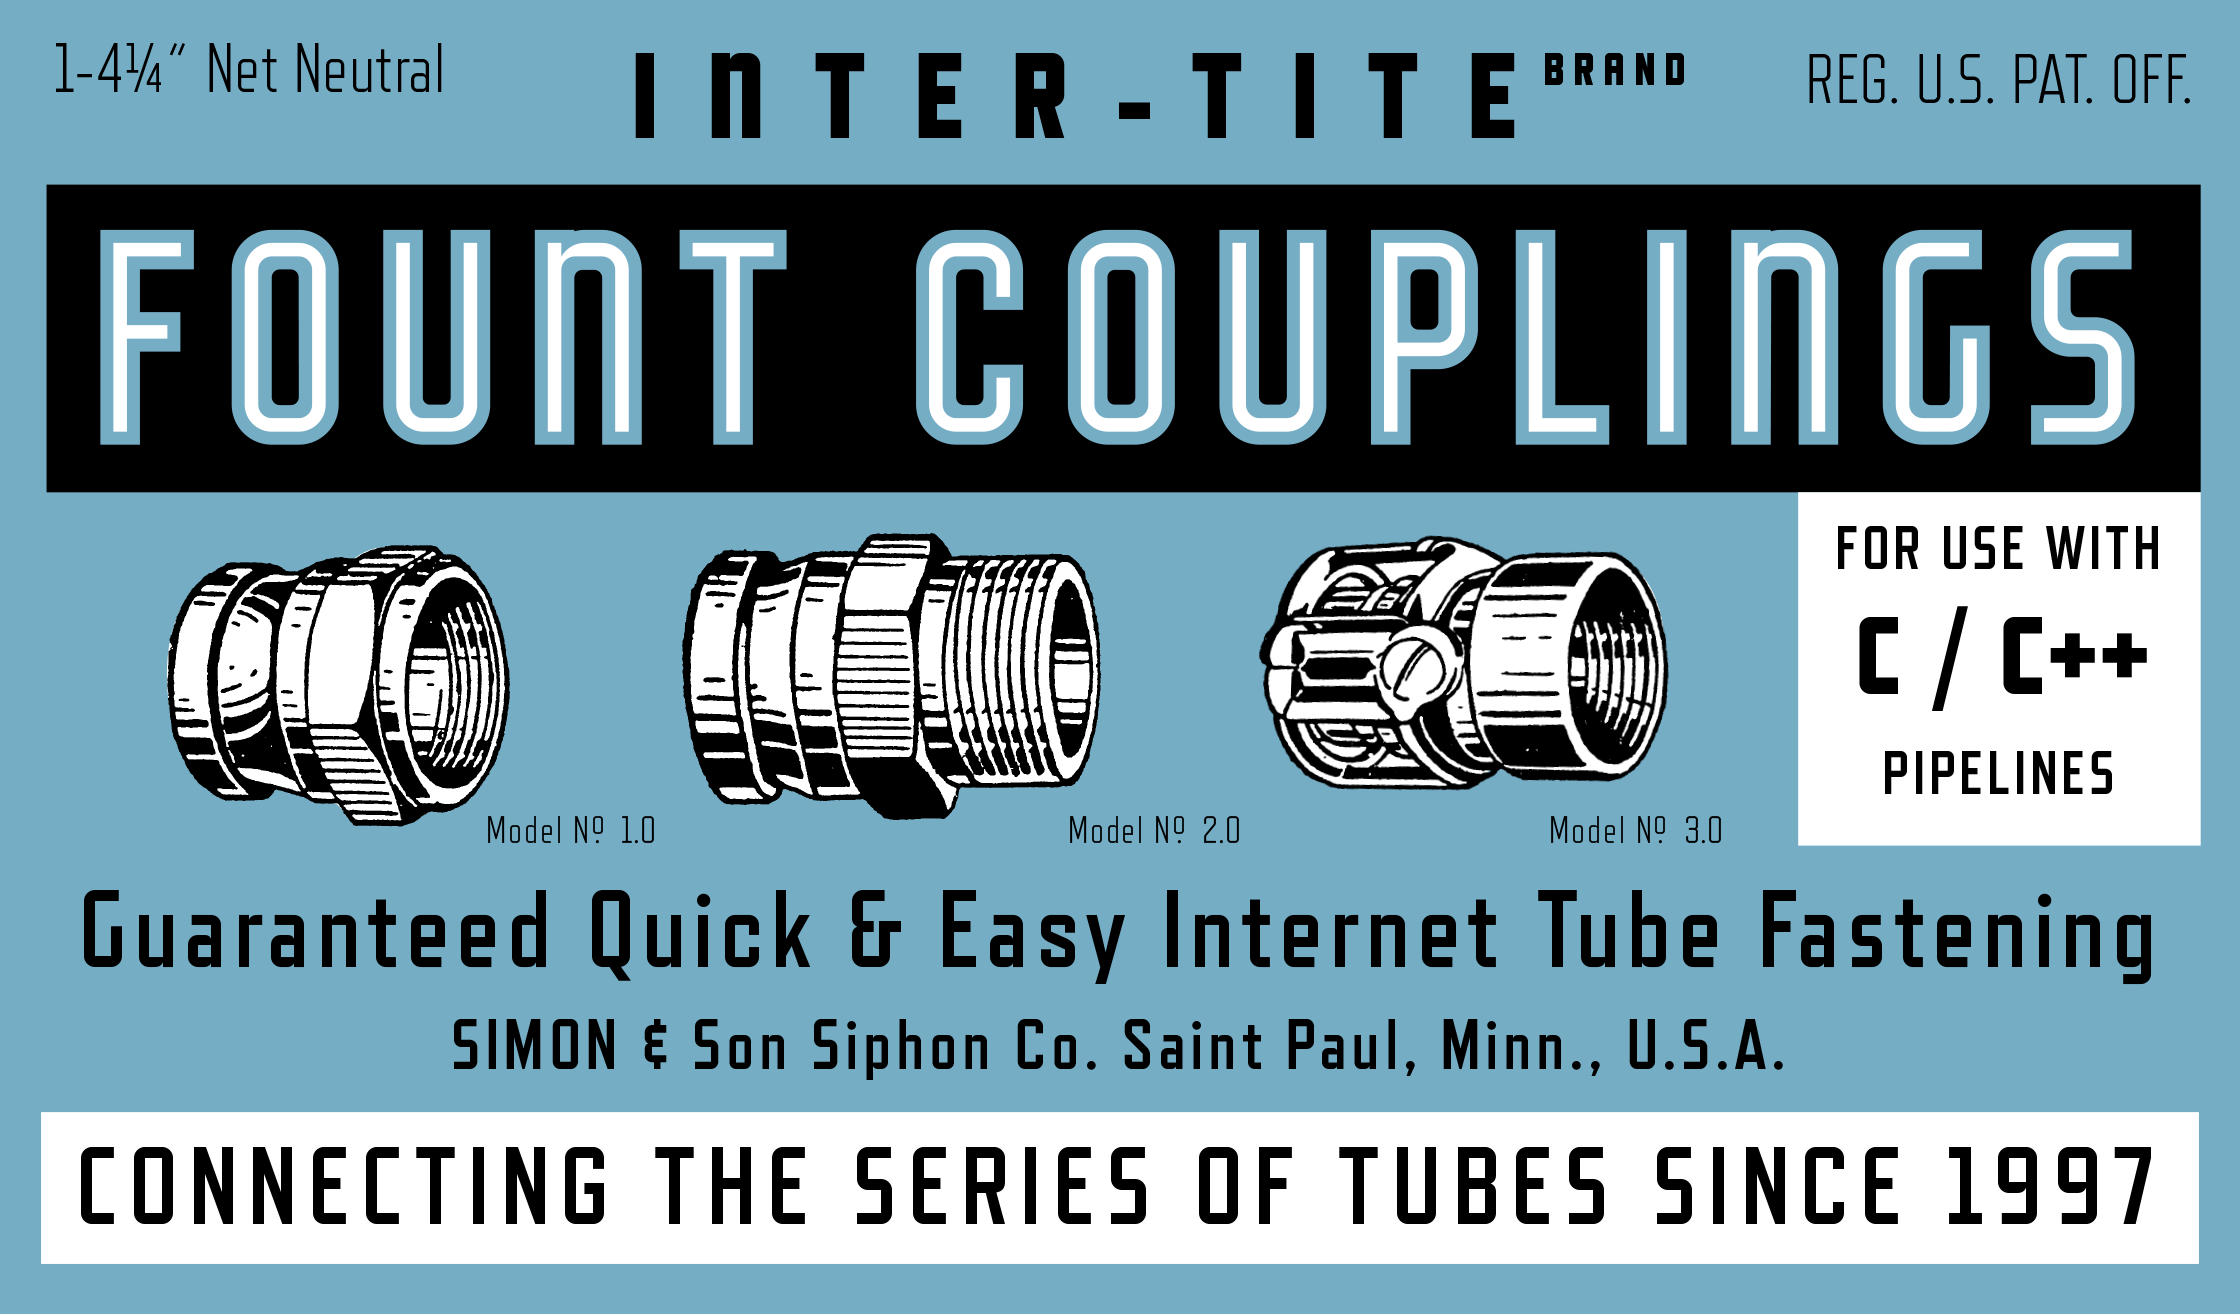 1-4¼″ Net Neutral
INTER-TITE BRAND
REG. U.S. PAT. OFF.
FOUNT COUPLINGS
FOR USE WITH
C / C++
PIPELINES
Model Nº 1.0
Model Nº 2.0
Model Nº 3.0
Guaranteed Quick & Easy Internet Tube Fastening
SIMON & Son Siphon Co. Saint Paul, Minn., U.S.A.
CONNECTING THE SERIES OF TUBES SINCE 1997